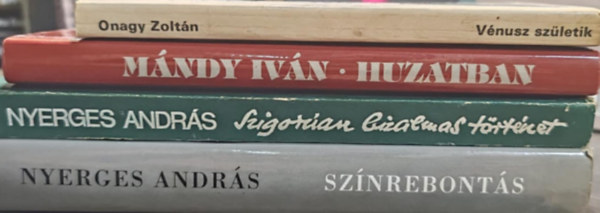 Onagy Zoltán Vénusz születik
MÁNDY IVÁN · HUZATBAN
NYERGES ANDRÁS Szigorúan bizalmas történet
NYERGES ANDRÁS SZÍNREBONTÁS